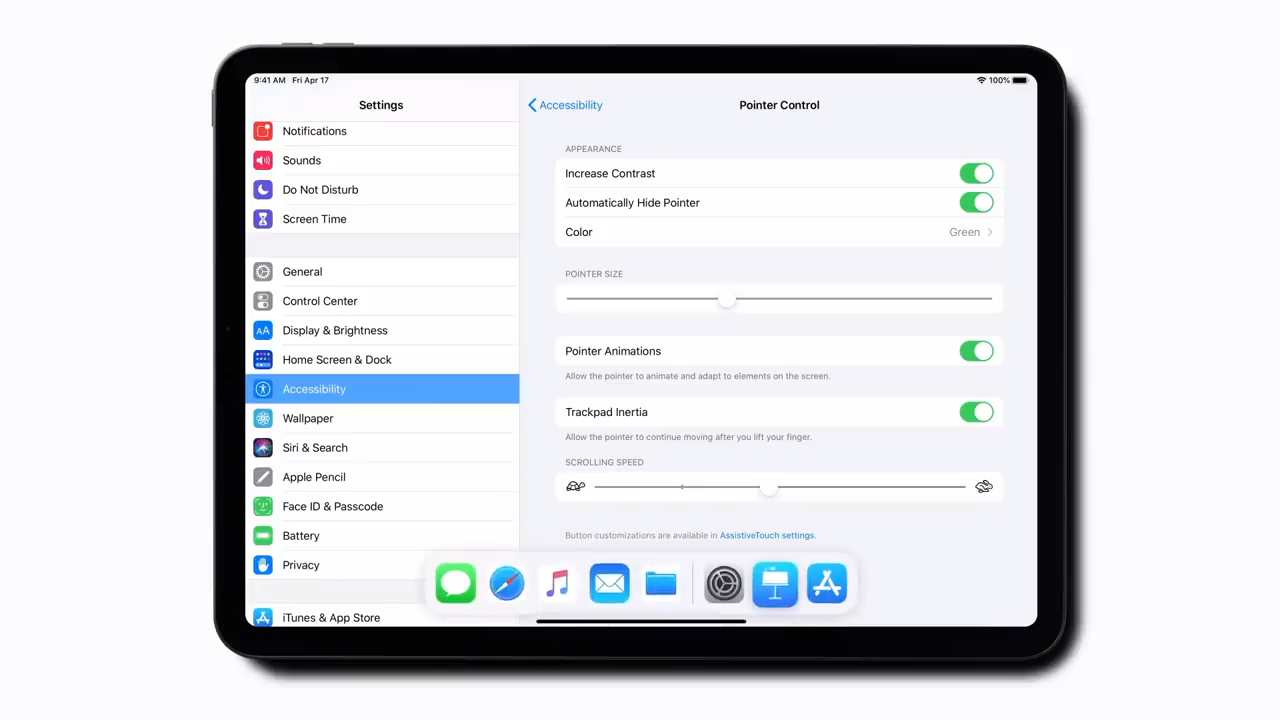 9:41 AM Fri Apr 17
100%
Settings
Notifications
Sounds
Do Not Disturb
Screen Time
General
Control Center
AA
Display & Brightness
Home Screen & Dock
Accessibility
Wallpaper
Siri & Search
Apple Pencil
Face ID & Passcode
Battery
Privacy
iTunes & App Store
Accessibility
Pointer Control
APPEARANCE
Increase Contrast
Automatically Hide Pointer
Color Green
POINTER SIZE
Pointer Animations
Allow the pointer to animate and adapt to elements on the screen.
Trackpad Inertia
Allow the pointer to continue moving after you lift your finger.
SCROLLING SPEED
Button customizations are available in AssistiveTouch settings.